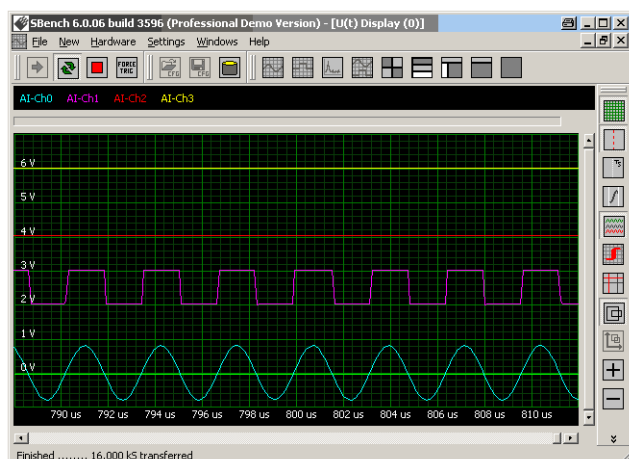 SBench 6.0.06 build 3596 (Professional Demo Version) - [U(t) Display (0)]
File New Hardware Settings Windows Help
FORCE TRIG
CFG
CFG
AI-Ch0 AI-Ch1 AI-Ch2 AI-Ch3
Ts
6 V
5 V
4 V
3 V
2 V
1 V
0 V
790 us 792 us 794 us 796 us 798 us 800 us 802 us 804 us 806 us 808 us 810 us
Finished ........ 16.000 kS transferred